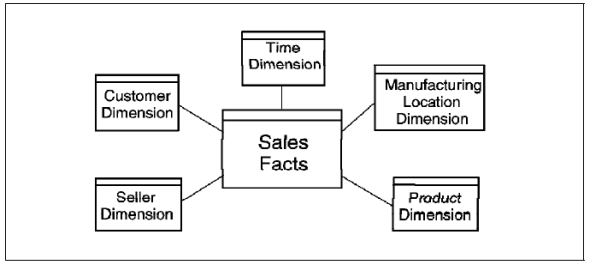 Time
Dimension
Customer
Dimension
Manufacturing
Location
Dimension
Sales
Facts
Seller
Dimension
Product
Dimension